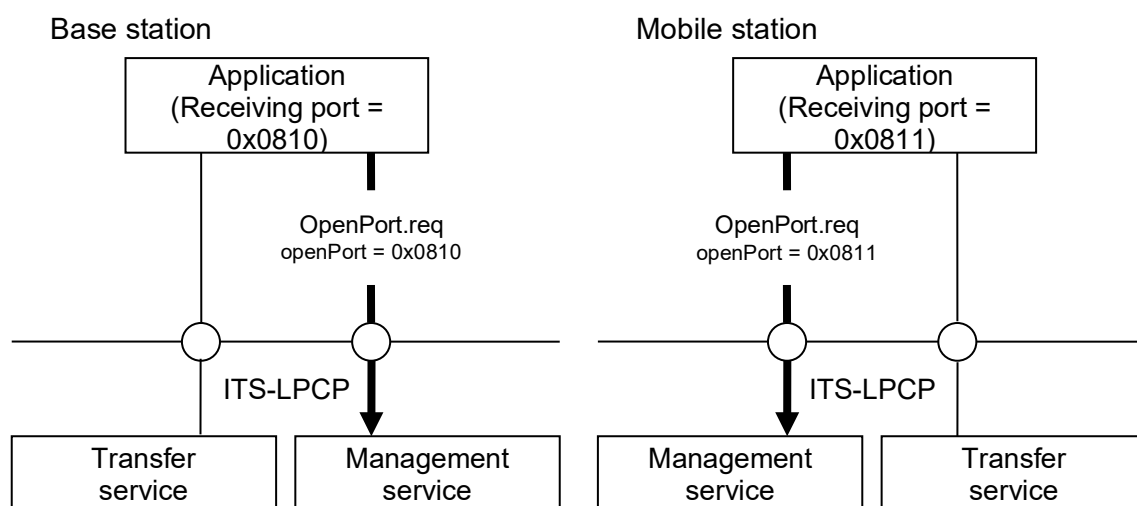 Base station
Application
(Receiving port =
0x0810)
OpenPort.req
openPort = 0x0810
ITS-LPCP
Transfer
service
Management
service
Mobile station
Application
(Receiving port =
0x0811)
OpenPort.req
openPort = 0x0811
ITS-LPCP
Management
service
Transfer
service